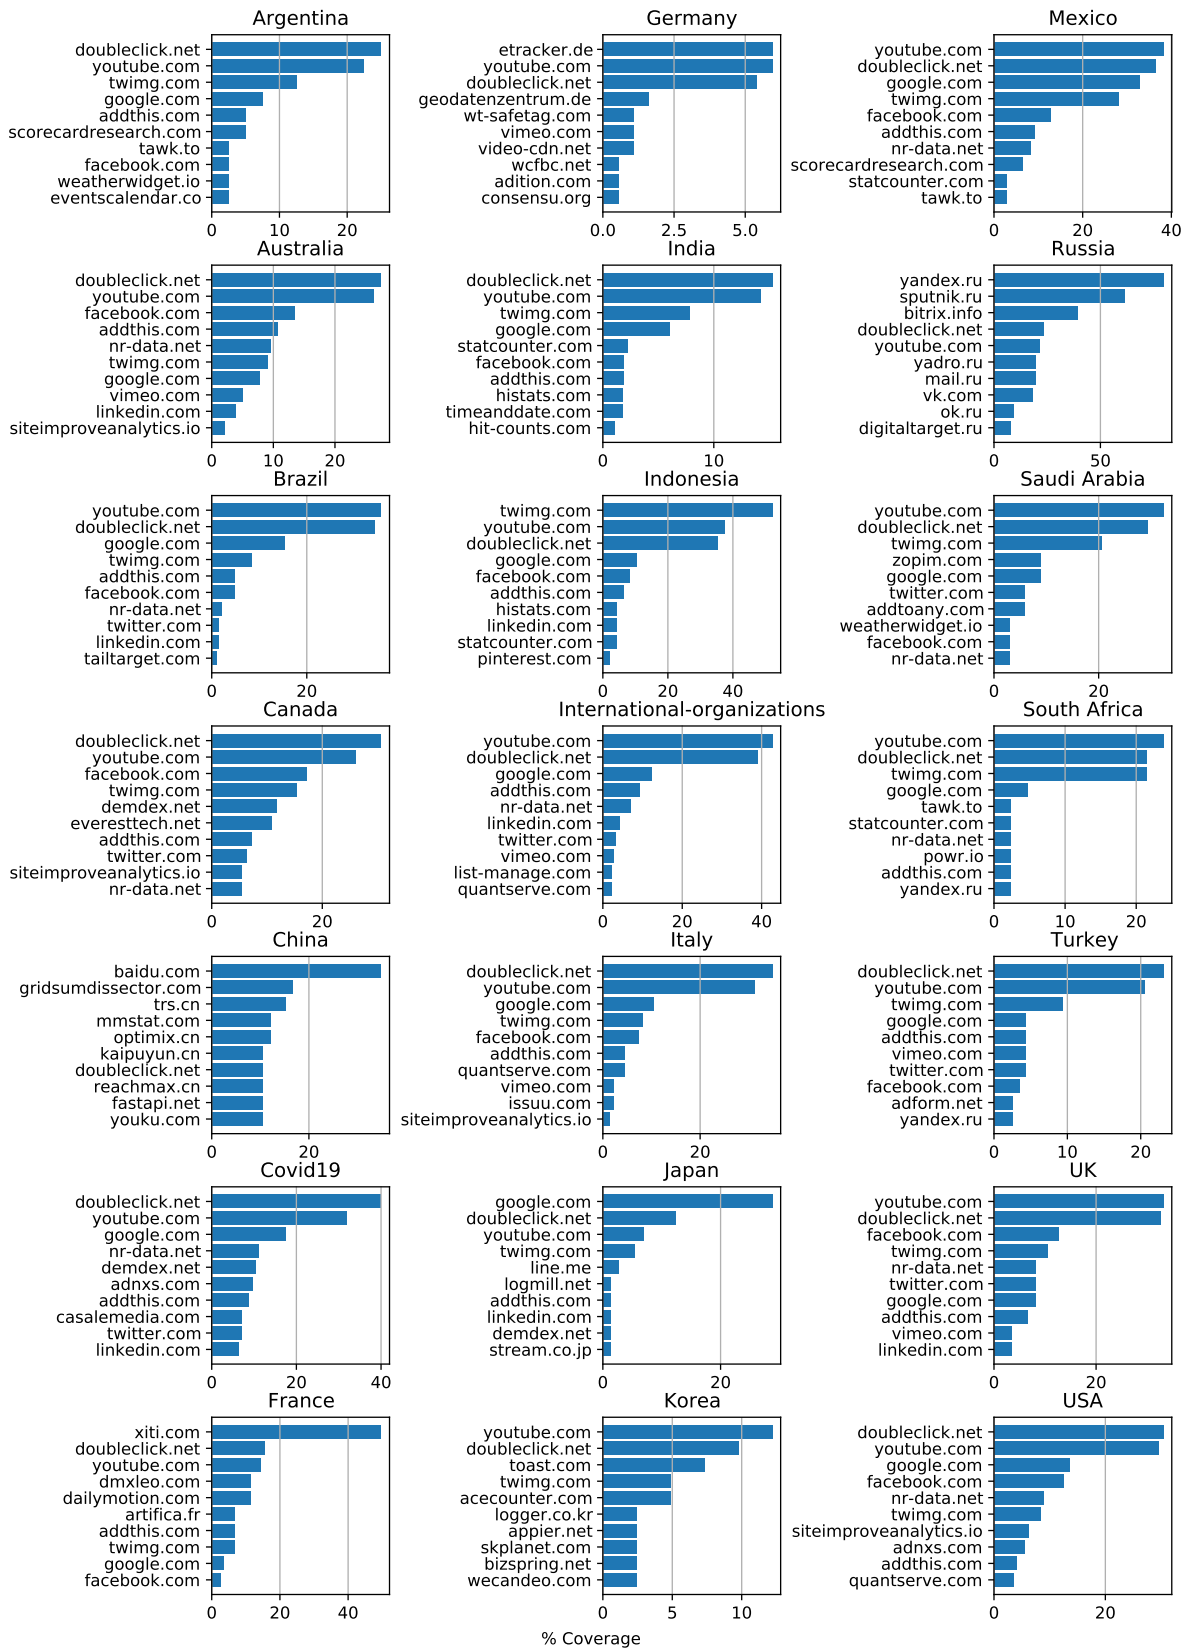 Argentina
doubleclick.net
youtube.com
twimg.com
google.com
addthis.com
scorecardresearch.com
tawk.to
facebook.com
weatherwidget.io
eventscalendar.co
0 10 20
Germany
etracker.de
youtube.com
doubleclick.net
geodatenzentrum.de
wt-safetag.com
vimeo.com
video-cdn.net
wcfbc.net
adition.com
consensu.org
0.0 2.5 5.0
Mexico
youtube.com
doubleclick.net
google.com
twimg.com
facebook.com
addthis.com
nr-data.net
scorecardresearch.com
statcounter.com
tawk.to
0 20 40
Australia
doubleclick.net
youtube.com
facebook.com
addthis.com
nr-data.net
twimg.com
google.com
vimeo.com
linkedin.com
siteimproveanalytics.io
0 10 20
India
doubleclick.net
youtube.com
twimg.com
google.com
statcounter.com
facebook.com
addthis.com
histats.com
timeanddate.com
hit-counts.com
0 10
Russia
yandex.ru
sputnik.ru
bitrix.info
doubleclick.net
youtube.com
yadro.ru
mail.ru
vk.com
ok.ru
digitaltarget.ru
0 50
Brazil
youtube.com
doubleclick.net
google.com
twimg.com
addthis.com
facebook.com
nr-data.net
twitter.com
linkedin.com
tailtarget.com
0 20
Indonesia
twimg.com
youtube.com
doubleclick.net
google.com
facebook.com
addthis.com
histats.com
linkedin.com
statcounter.com
pinterest.com
0 20 40
Saudi Arabia
youtube.com
doubleclick.net
twimg.com
zopim.com
google.com
twitter.com
addtoany.com
weatherwidget.io
facebook.com
nr-data.net
0 20
Canada
doubleclick.net
youtube.com
facebook.com
twimg.com
demdex.net
everesttech.net
addthis.com
twitter.com
siteimproveanalytics.io
nr-data.net
0 20
International-organizations
youtube.com
doubleclick.net
google.com
addthis.com
nr-data.net
linkedin.com
twitter.com
vimeo.com
list-manage.com
quantserve.com
0 20 40
South Africa
youtube.com
doubleclick.net
twimg.com
google.com
tawk.to
statcounter.com
nr-data.net
powr.io
addthis.com
yandex.ru
0 10 20
China
baidu.com
gridsumdissector.com
trs.cn
mmstat.com
optimix.cn
kaipuyun.cn
doubleclick.net
reachmax.cn
fastapi.net
youku.com
0 20
Italy
doubleclick.net
youtube.com
google.com
twimg.com
facebook.com
addthis.com
quantserve.com
vimeo.com
issuu.com
siteimproveanalytics.io
0 20
Turkey
doubleclick.net
youtube.com
twimg.com
google.com
addthis.com
vimeo.com
twitter.com
facebook.com
adform.net
yandex.ru
0 10 20
Covid19
doubleclick.net
youtube.com
google.com
nr-data.net
demdex.net
adnxs.com
addthis.com
casalemedia.com
twitter.com
linkedin.com
0 20 40
Japan
google.com
doubleclick.net
youtube.com
twimg.com
line.me
logmill.net
addthis.com
linkedin.com
demdex.net
stream.co.jp
0 20
UK
youtube.com
doubleclick.net
facebook.com
twimg.com
nr-data.net
twitter.com
google.com
addthis.com
vimeo.com
linkedin.com
0 20
France
xiti.com
doubleclick.net
youtube.com
dmxleo.com
dailymotion.com
artifica.fr
addthis.com
twimg.com
google.com
facebook.com
0 20 40
Korea
youtube.com
doubleclick.net
toast.com
twimg.com
acecounter.com
logger.co.kr
appier.net
skplanet.com
bizspring.net
wecandeo.com
0 5 10
USA
doubleclick.net
youtube.com
google.com
facebook.com
nr-data.net
twimg.com
siteimproveanalytics.io
adnxs.com
addthis.com
quantserve.com
0 20
% Coverage